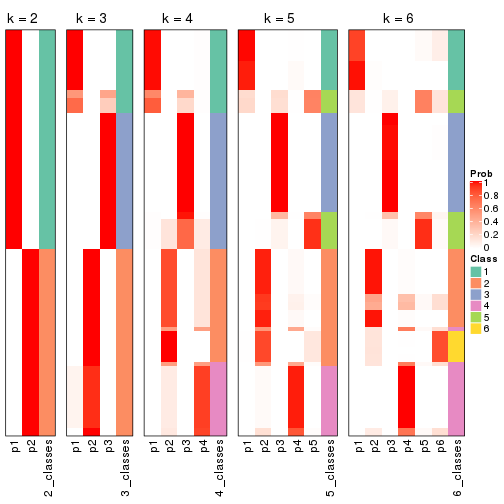 k = 2
k = 3
k = 4
k = 5
k = 6
Prob
1
0.8
0.6
0.4
0.2
0
Class
1
2
3
4
5
6
p1
p2
2_classes
p1
p2
p3
3_classes
p1
p2
p3
p4
4_classes
p1
p2
p3
p4
p5
5_classes
p1
p2
p3
p4
p5
p6
6_classes